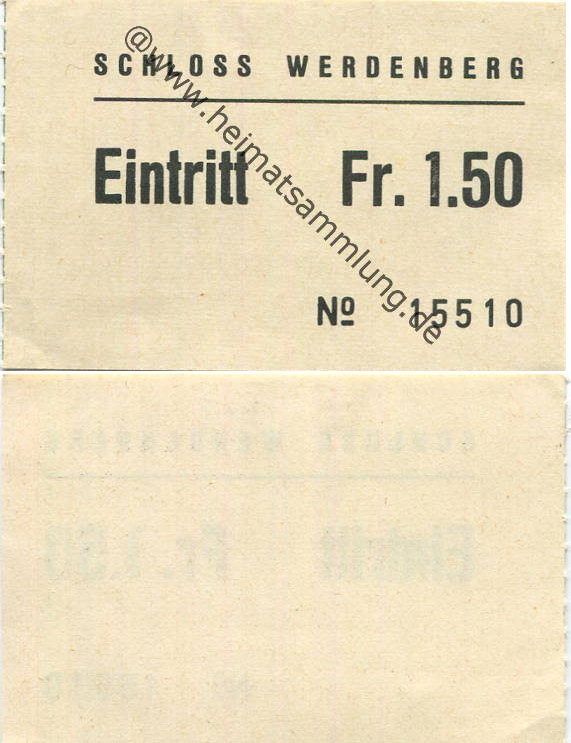 SCHLOSS WERDENBERG
Eintritt Fr. 1.50
Nº 15510
@www.heimatsammlung.de